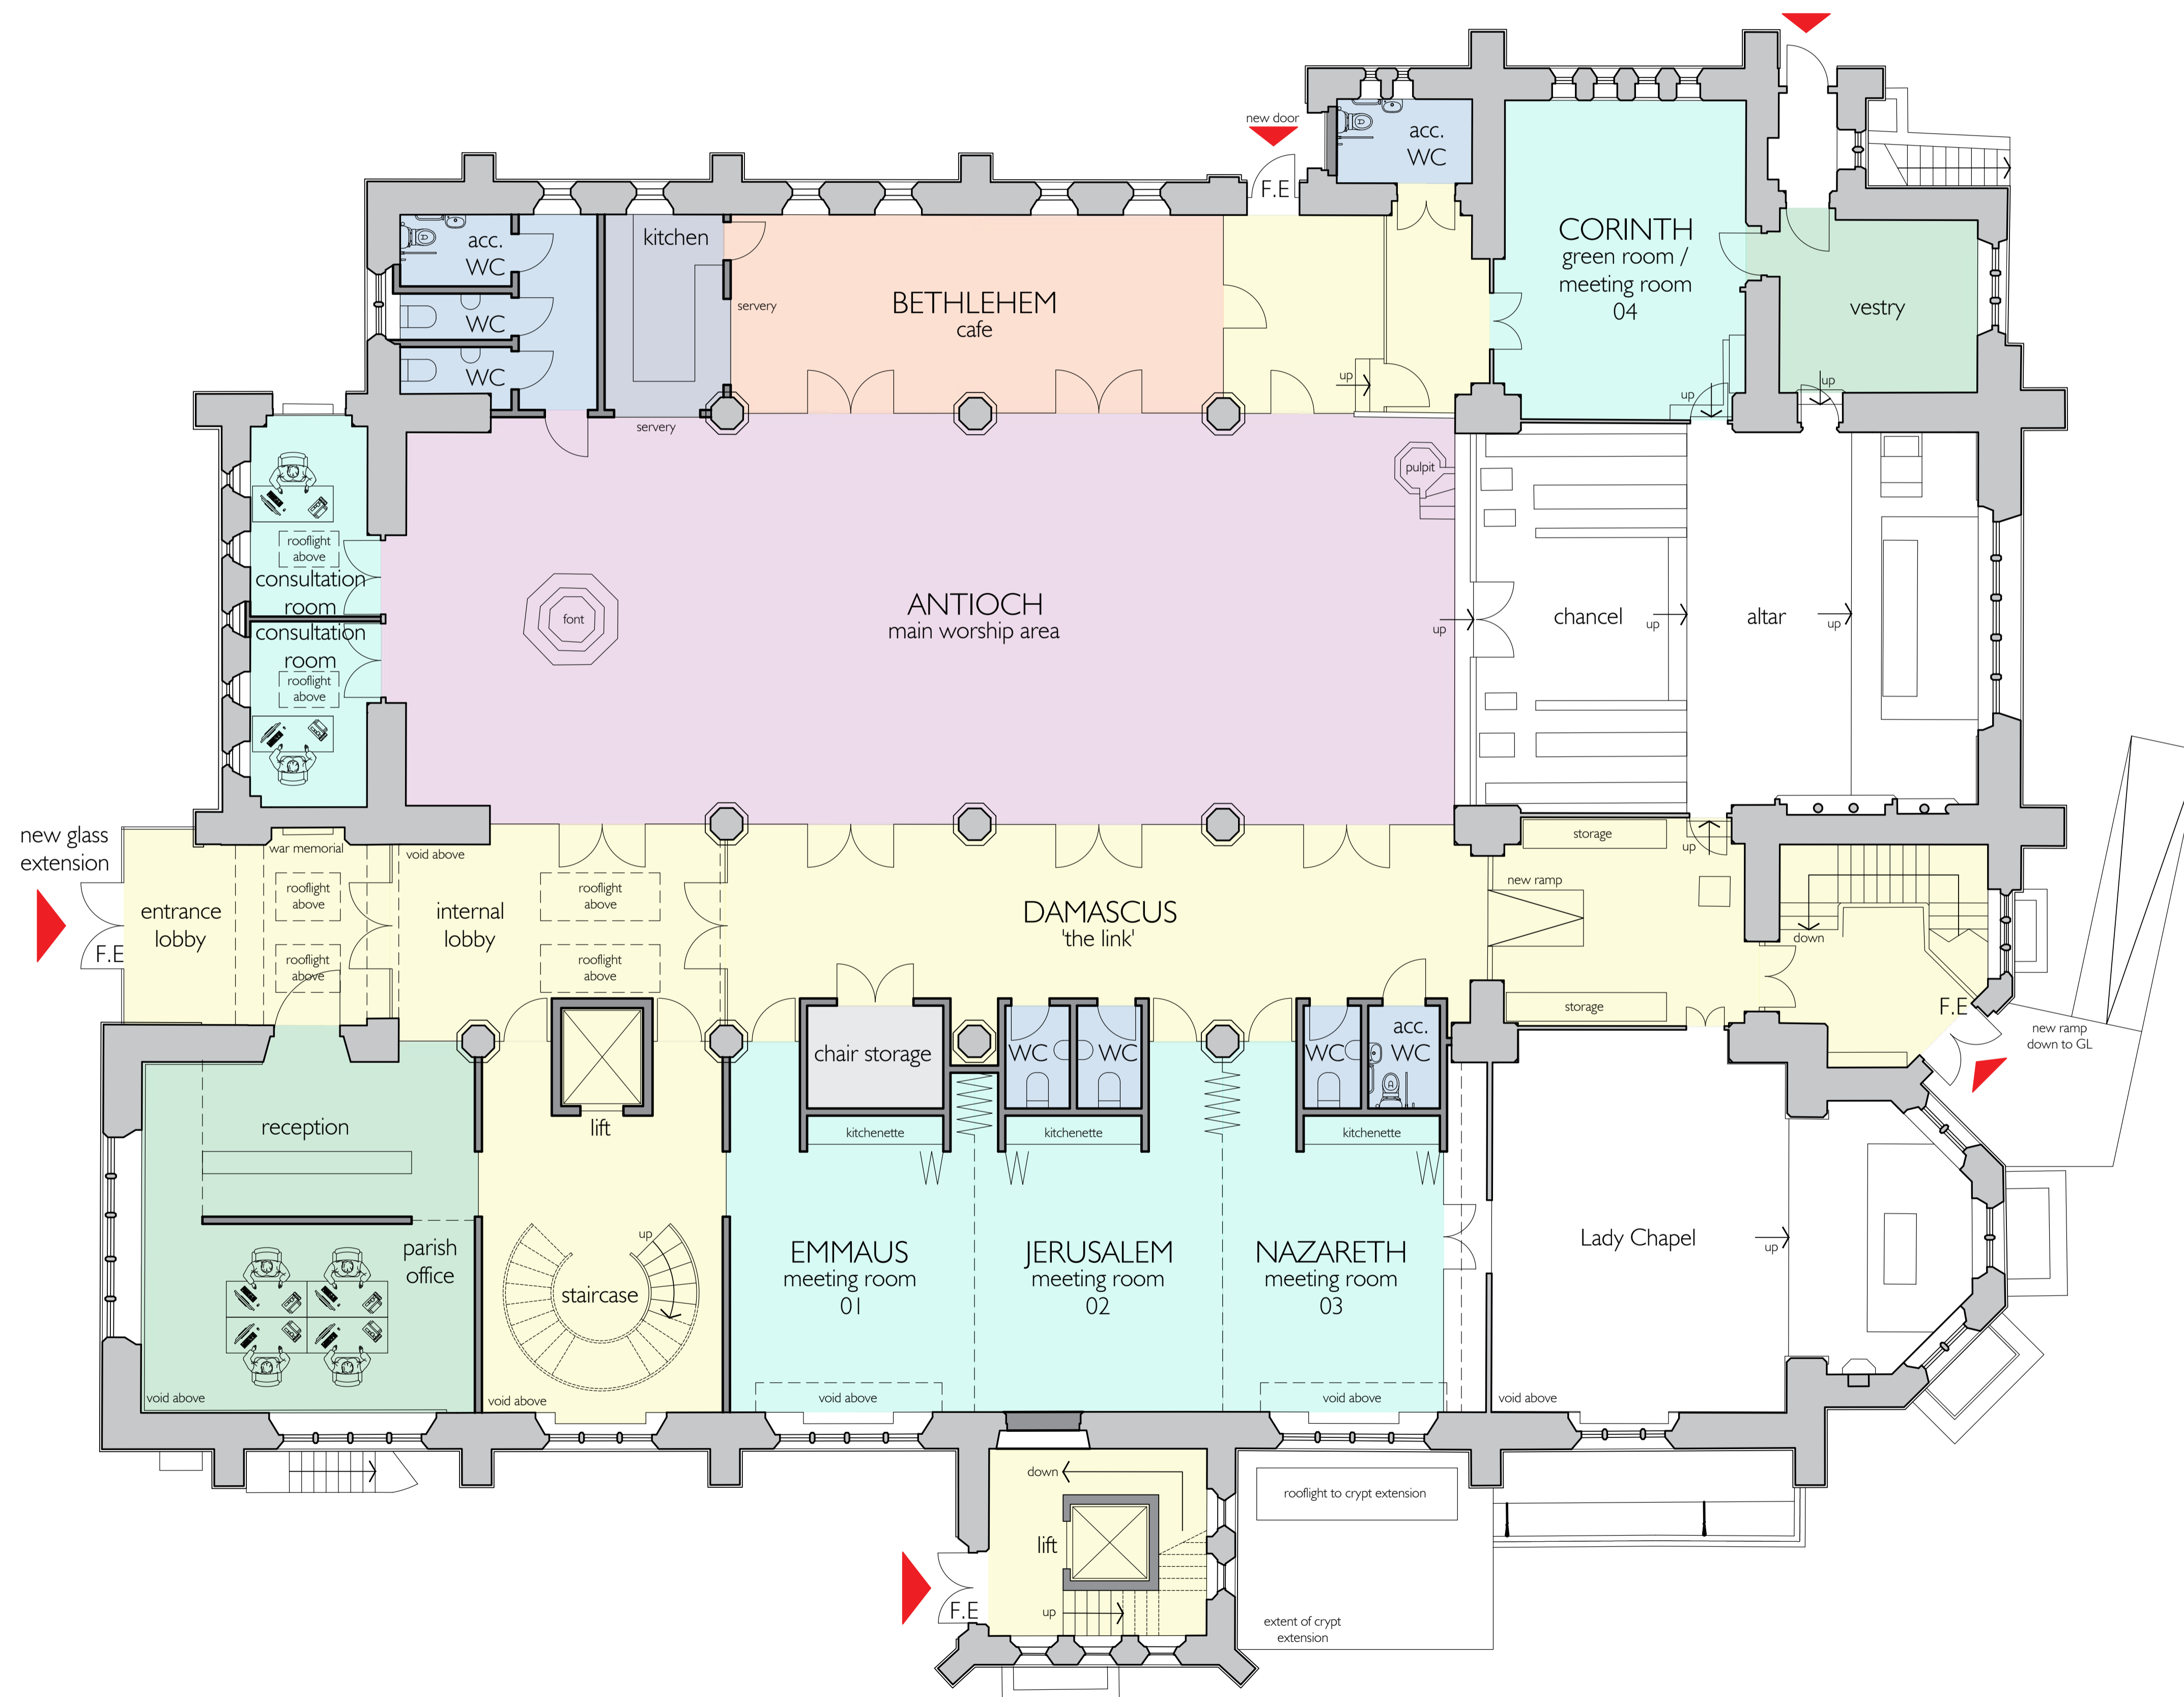 new door
F.E
acc.
WC
CORINTH
green room /
meeting room
04
vestry
up
up
acc.
WC
WC
WC
kitchen
servery
servery
BETHLEHEM
cafe
up
pulpit
rooflight
above
consultation
room
consultation
room
rooflight
above
font
ANTIOCH
main worship area
up
chancel
up
altar
up
new glass
extension
war memorial
void above
rooflight
above
rooflight
above
entrance
lobby
internal
lobby
rooflight
above
rooflight
above
F.E
DAMASCUS
'the link'
storage
up
new ramp
storage
down
F.E
new ramp
down to GL
chair storage
WC
WC
WC
acc.
WC
reception
lift
kitchenette
kitchenette
kitchenette
parish
office
up
staircase
EMMAUS
meeting room
01
JERUSALEM
meeting room
02
NAZARETH
meeting room
03
Lady Chapel
up
void above
void above
void above
void above
void above
down
lift
up
F.E
rooflight to crypt extension
extent of crypt
extension